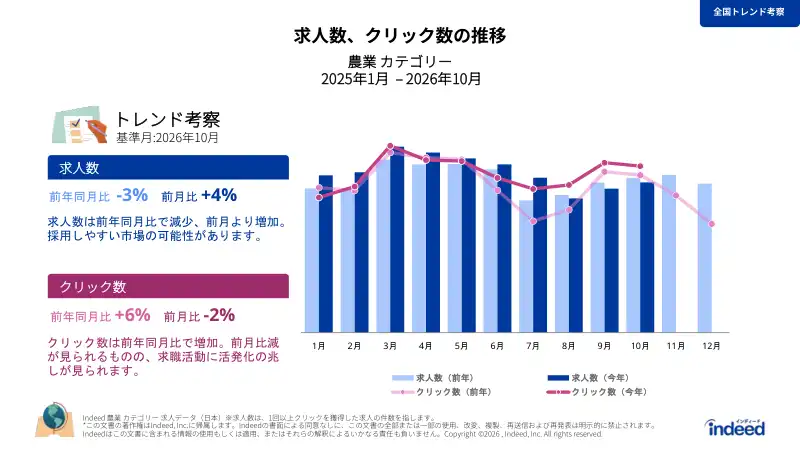 全国トレンド考察
求人数、クリック数の推移
農業 カテゴリー
2025年1月 – 2026年10月
トレンド考察
基準月:2026年10月
求人数
前年同月比 -3% 前月比 +4%
求人数は前年同月比で減少、前月より増加。
採用しやすい市場の可能性があります。
クリック数
前年同月比 +6% 前月比 -2%
クリック数は前年同月比で増加。前月比減
が見られるものの、求職活動に活発化の兆
しが見られます。
1月 2月 3月 4月 5月 6月 7月 8月 9月 10月 11月 12月
求人数（前年） 求人数（今年）
クリック数（前年） クリック数（今年）
Indeed 農業 カテゴリー 求人データ（日本）※求人数は、1回以上クリックを獲得した求人の件数を指します。
*この文書の著作権はIndeed, Inc.に帰属します。Indeedの書面による同意なしに、この文書の全部または一部の使用、改変、複製、再送信および再発表は明示的に禁止されます。
Indeedはこの文書に含まれる情報の使用もしくは適用、またはそれらの解釈によるいかなる責任も負いません。Copyright ©2026 , Indeed, Inc. All rights reserved.
インディード
indeed